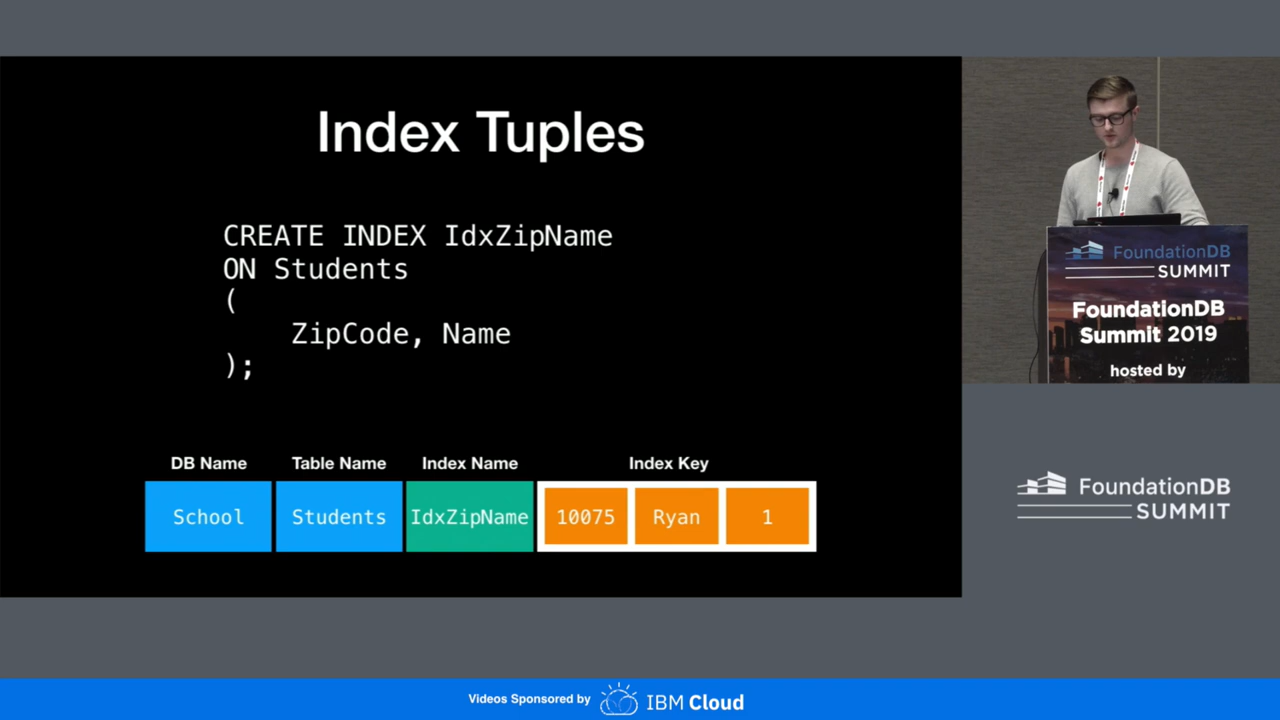 Index Tuples
CREATE INDEX IdxZipName
ON Students
(
ZipCode, Name
);
DB Name
Table Name
Index Name
Index Key
School
Students
IdxZipName
10075
Ryan
1
FoundationDB
SUMMIT
FoundationDB
Summit 2019
hosted by
FoundationDB
SUMMIT
Videos Sponsored by
IBM Cloud